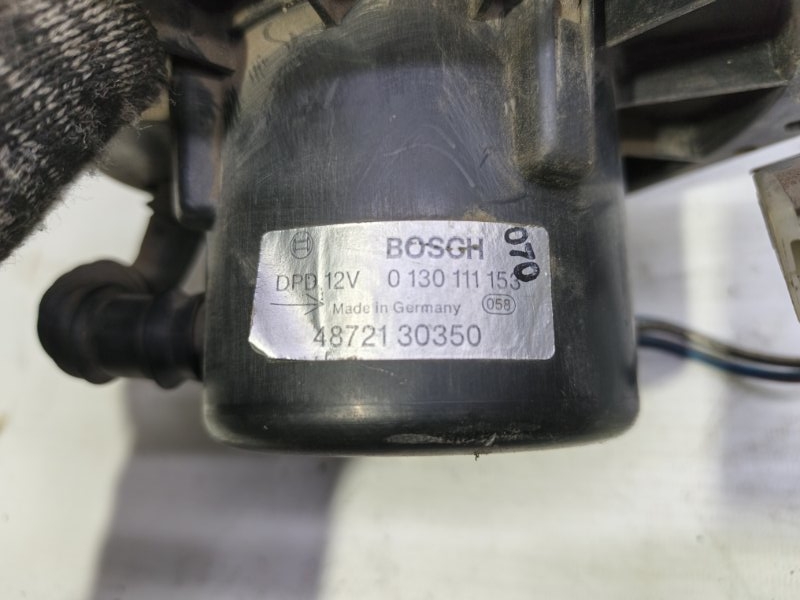 BOSCH 070
DPD 12V 0 130 111 153
Made in Germany 058
48721 30350